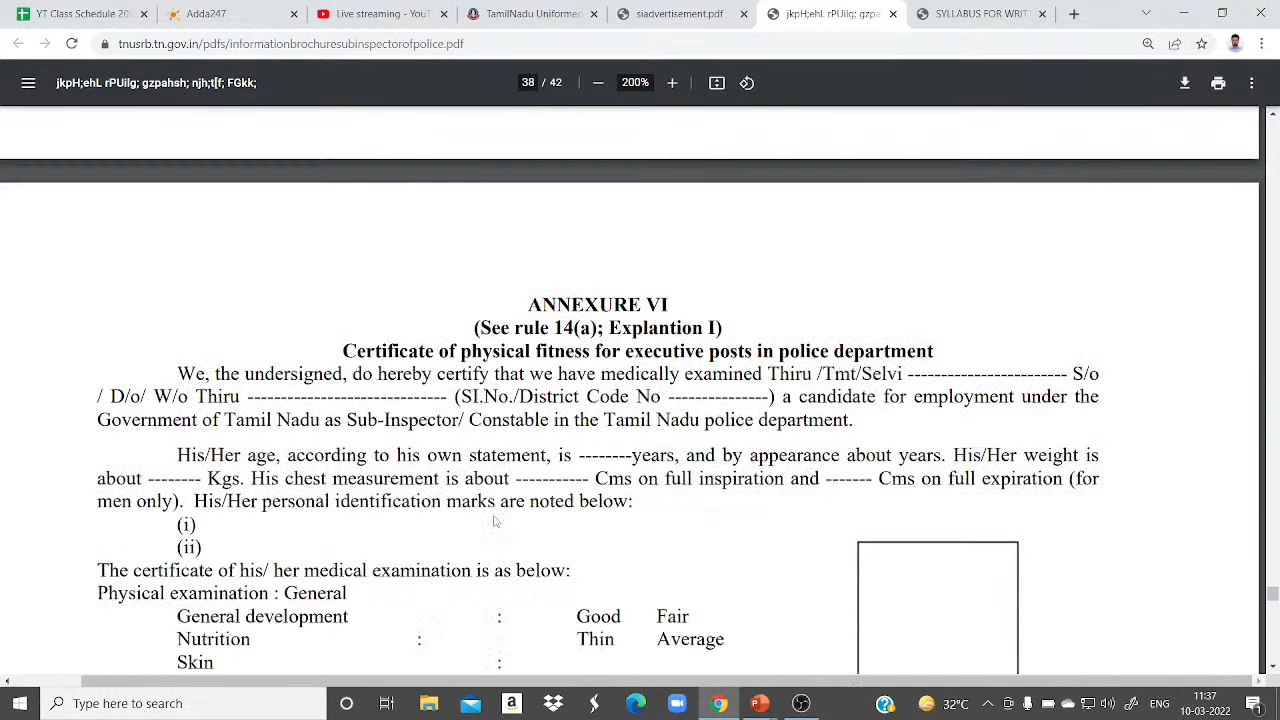 YT Class Schedule 202
Adda247
Live streaming - YouT
TamilNadu Uniformed
siadvertisement.pdf
jkpH;ehL rPUilg; gzpa
SYLLABUS FOR WRITT
tnusrb.tn.gov.in/pdfs/informationbrochuresubinspectorofpolice.pdf
jkpH;ehL rPUilg; gzpahsh; njh;t[f; FGkk;
38 / 42
200%
ANNEXURE VI
(See rule 14(a); Explantion I)
Certificate of physical fitness for executive posts in police department
We, the undersigned, do hereby certify that we have medically examined Thiru /Tmt/Selvi ------------------------ S/o
/ D/o/ W/o Thiru ------------------------------ (SI.No./District Code No ---------------) a candidate for employment under the
Government of Tamil Nadu as Sub-Inspector/ Constable in the Tamil Nadu police department.
His/Her age, according to his own statement, is --------years, and by appearance about years. His/Her weight is
about -------- Kgs. His chest measurement is about ----------- Cms on full inspiration and ------- Cms on full expiration (for
men only). His/Her personal identification marks are noted below:
(i)
(ii)
The certificate of his/ her medical examination is as below:
Physical examination : General
General development : Good Fair
Nutrition : Thin Average
Skin :
Type here to search
32°C
ENG
11:37
10-03-2022